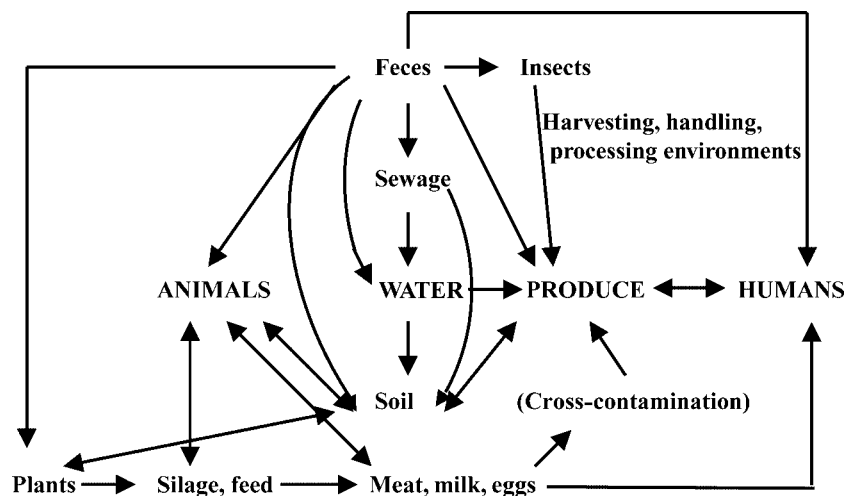 Feces
Insects
Harvesting, handling,
processing environments
Sewage
ANIMALS
WATER
PRODUCE
HUMANS
Soil
(Cross-contamination)
Plants
Silage, feed
Meat, milk, eggs